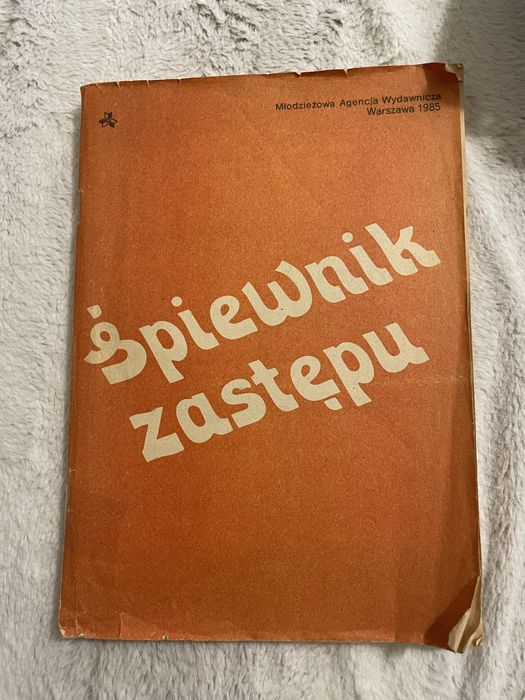 Młodzieżowa Agencja Wydawnicza
Warszawa 1985
Śpiewnik
zastępu